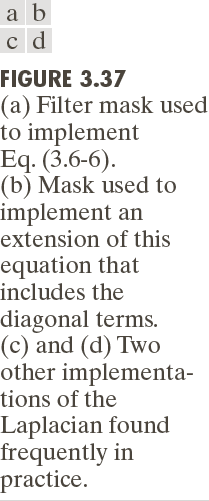 a b
c d
FIGURE 3.37
(a) Filter mask used
to implement
Eq. (3.6-6).
(b) Mask used to
implement an
extension of this
equation that
includes the
diagonal terms.
(c) and (d) Two
other implementa-
tions of the
Laplacian found
frequently in
practice.